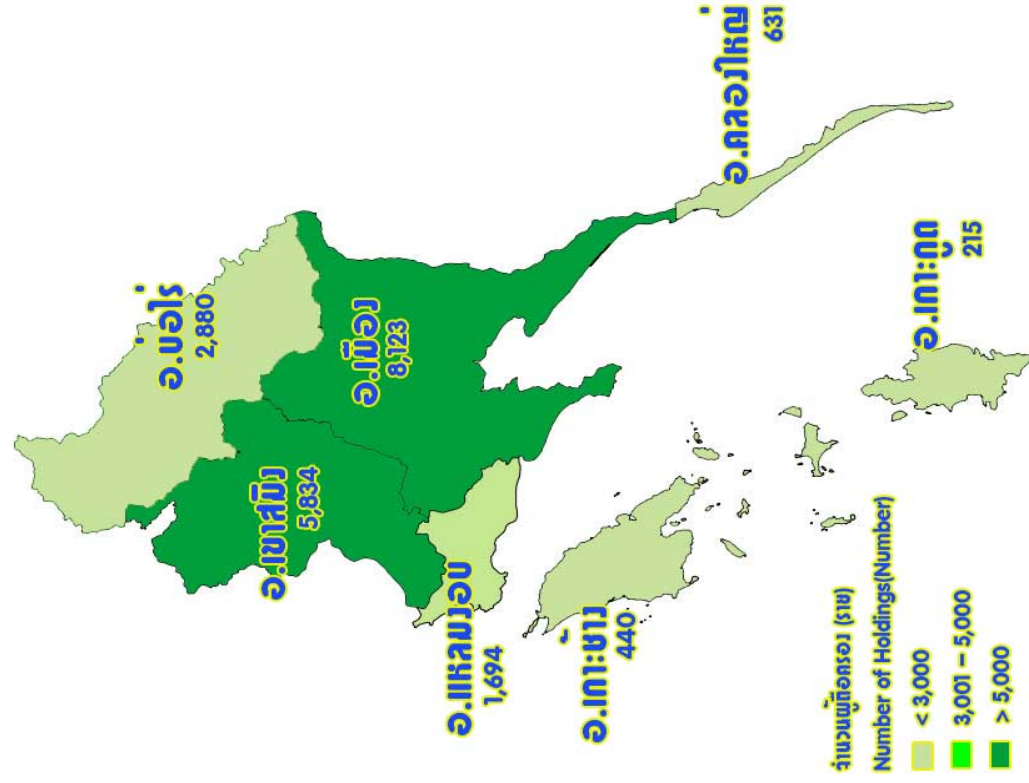 อ.บ่อไร่
2,880
อ.เมือง
8,123
อ.เขาสมิง
5,834
อ.แหลมงอบ
1,694
อ.เกาะช้าง
440
อ.คลองใหญ่
631
อ.เกาะกูด
215
จำนวนผู้ถือครอง (ราย)
Number of Holdings(Number)
< 3,000
3,001 – 5,000
> 5,000